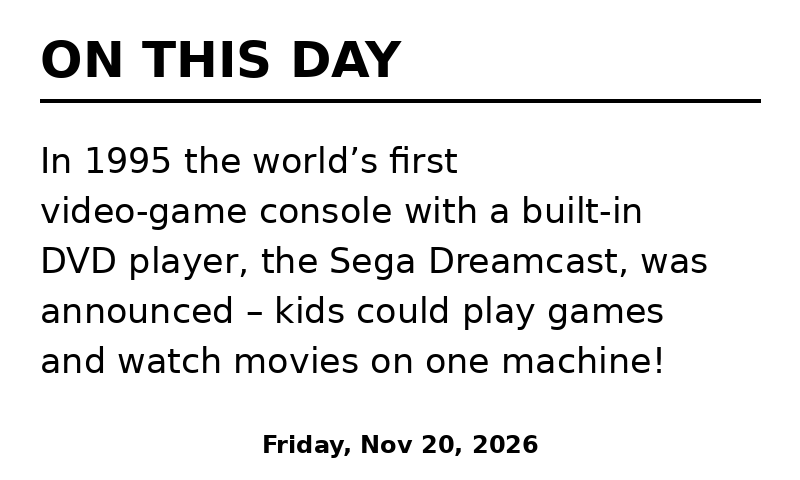 ON THIS DAY
In 1995 the world’s first
video-game console with a built-in
DVD player, the Sega Dreamcast, was
announced – kids could play games
and watch movies on one machine!
Friday, Nov 20, 2026